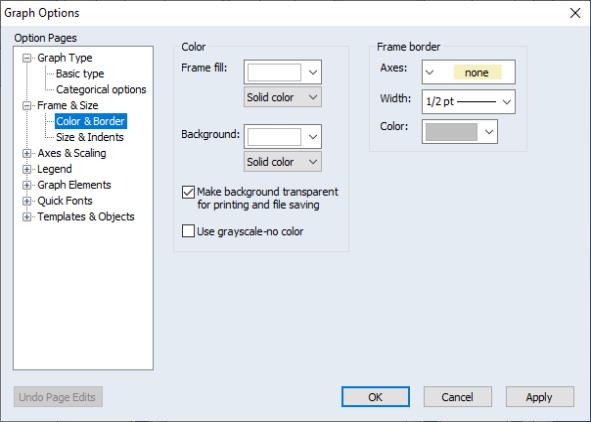 Graph Options
Option Pages
Graph Type
Basic type
Categorical options
Frame & Size
Color & Border
Size & Indents
Axes & Scaling
Legend
Graph Elements
Quick Fonts
Templates & Objects
Color
Frame fill:
Solid color
Background:
Solid color
Make background transparent
for printing and file saving
Use grayscale-no color
Frame border
Axes: none
Width: 1/2 pt
Color:
Undo Page Edits
OK Cancel Apply